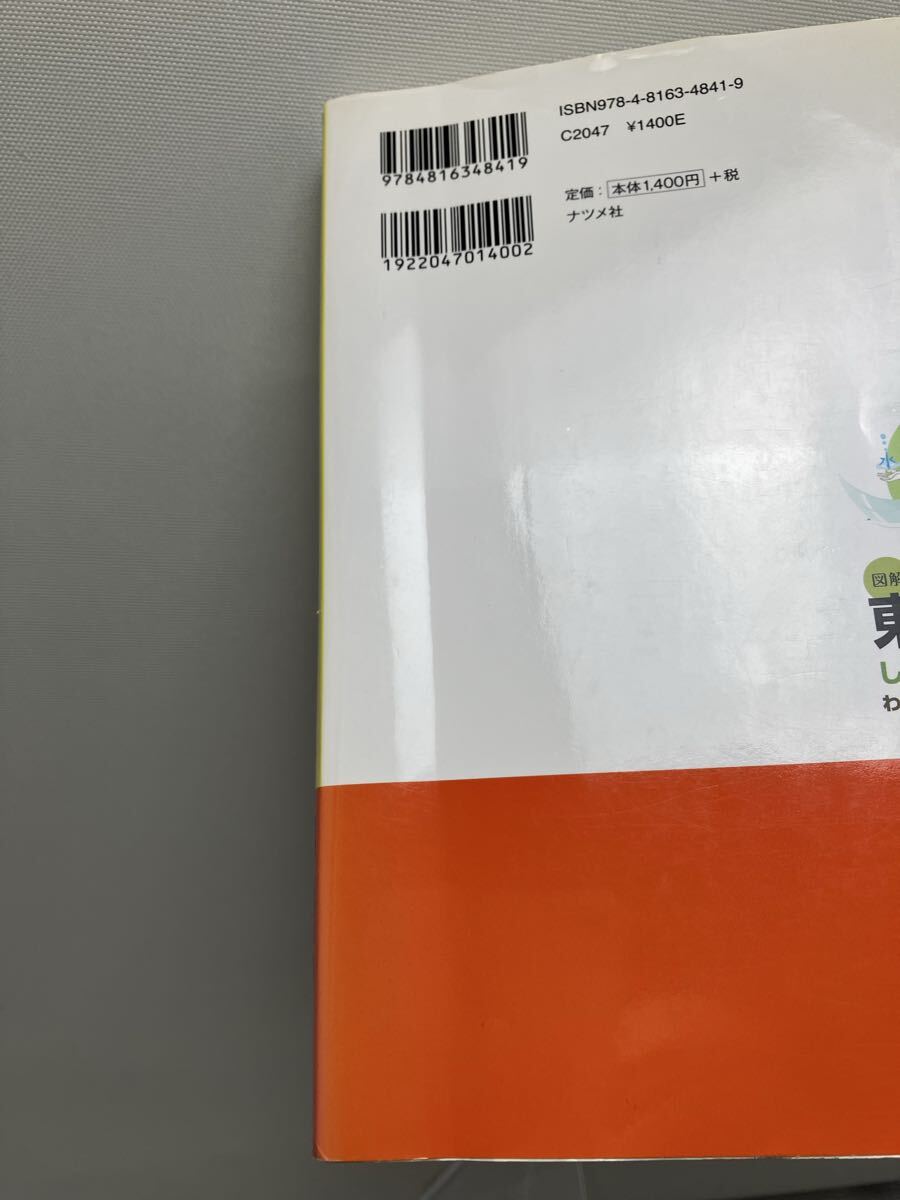 ISBN978-4-8163-4841-9
C2047 ¥1400E
9784816348419
定価：本体1,400円＋税
ナツメ社
1922047014002
水
図解
東
し
わ